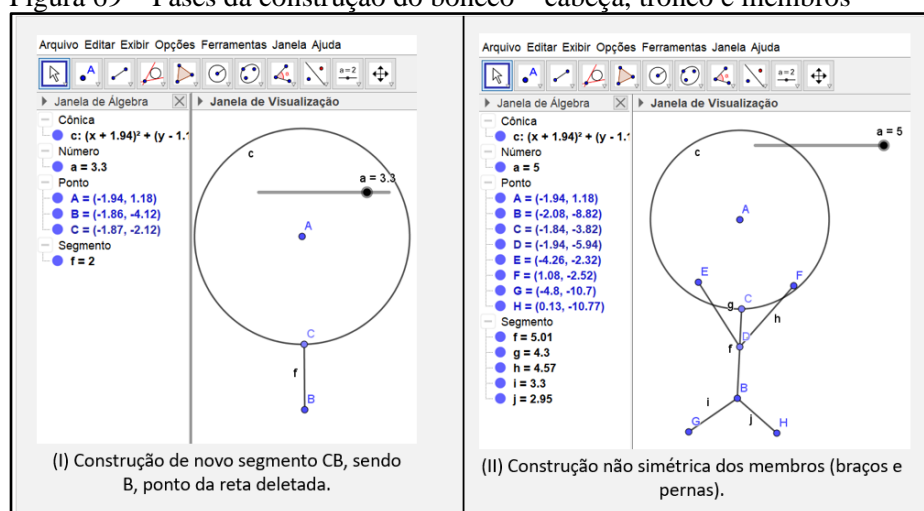 Figura 69 – Fases da construção do boneco – cabeça, tronco e membros
Arquivo Editar Exibir Opções Ferramentas Janela Ajuda
A
a=2
Janela de Álgebra
Janela de Visualização
Cônica
c: (x + 1.94)² + (y - 1.1
Número
a = 3.3
Ponto
A = (-1.94, 1.18)
B = (-1.86, -4.12)
C = (-1.87, -2.12)
Segmento
f = 2
c
a = 3.3
A
C
f
B
(I) Construção de novo segmento CB, sendo
B, ponto da reta deletada.
Arquivo Editar Exibir Opções Ferramentas Janela Ajuda
A
a=2
Janela de Álgebra
Janela de Visualização
Cônica
c: (x + 1.94)² + (y - 1.1
Número
a = 5
Ponto
A = (-1.94, 1.18)
B = (-2.08, -8.82)
C = (-1.84, -3.82)
D = (-1.94, -5.94)
E = (-4.26, -2.32)
F = (1.08, -2.52)
G = (-4.8, -10.7)
H = (0.13, -10.77)
Segmento
f = 5.01
g = 4.3
h = 4.57
i = 3.3
j = 2.95
a = 5
c
A
E
F
C
g
h
D
f
B
i
j
G
H
(II) Construção não simétrica dos membros (braços e
pernas).